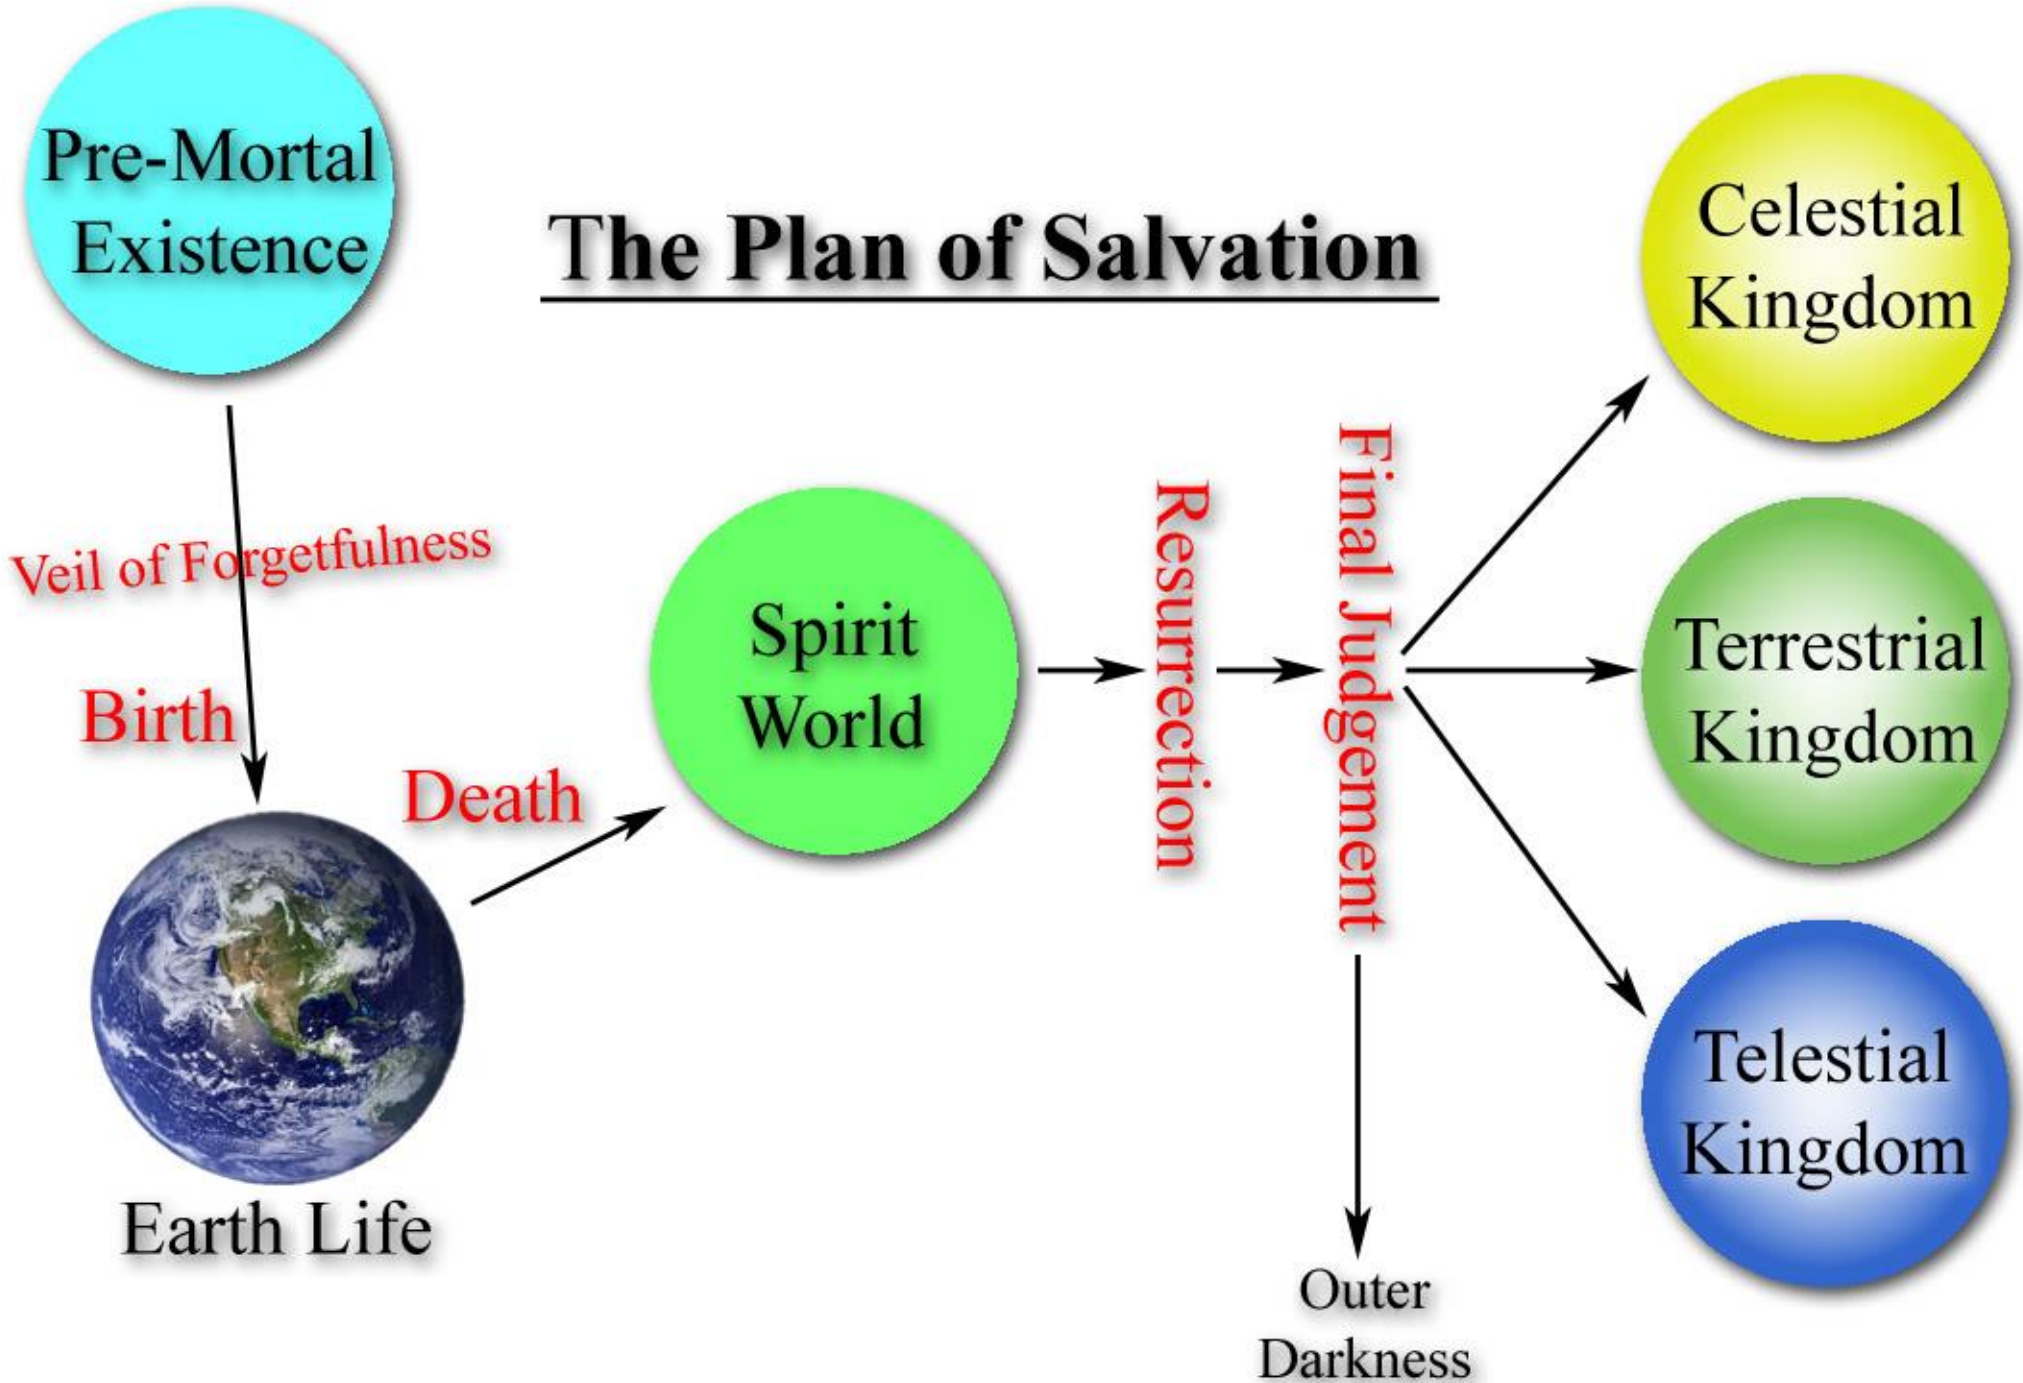 Pre-Mortal
Existence
The Plan of Salvation
Celestial
Kingdom
Veil of Forgetfulness
Birth
Death
Spirit
World
Resurrection
Final Judgement
Terrestrial
Kingdom
Telestial
Kingdom
Earth Life
Outer
Darkness